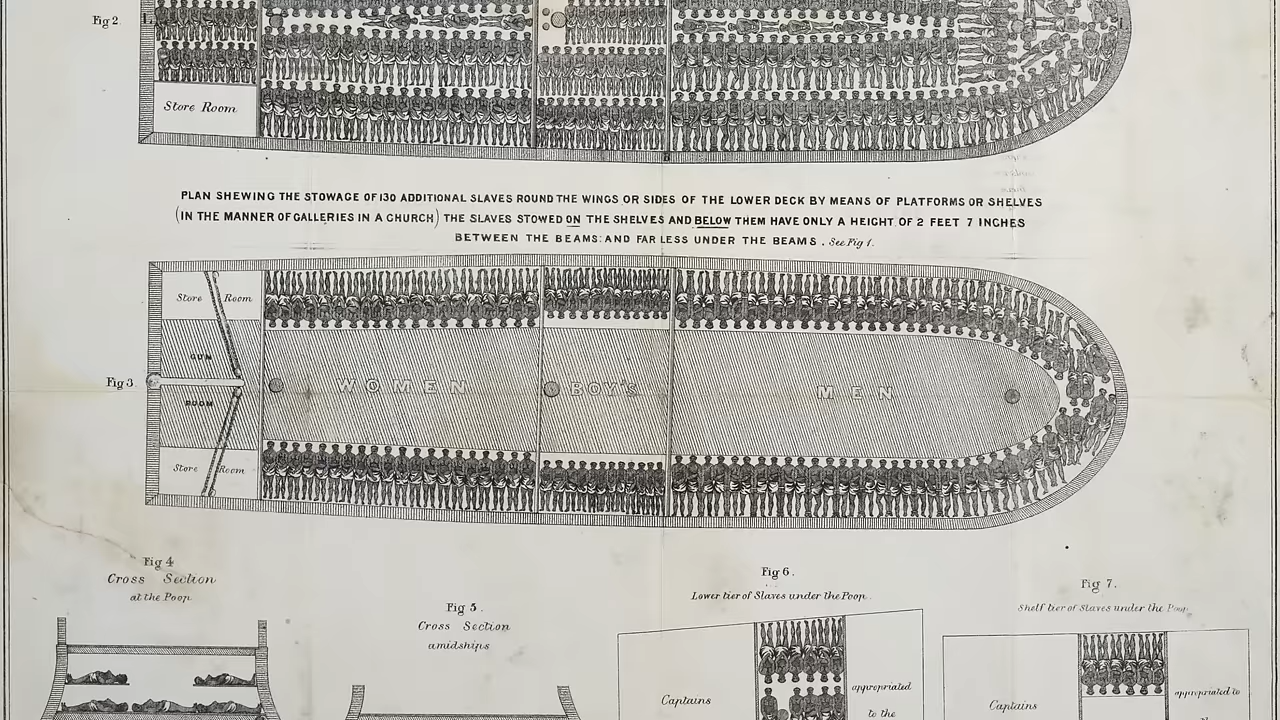 Fig 2.
Store Room
PLAN SHEWING THE STOWAGE OF 130 ADDITIONAL SLAVES ROUND THE WINGS OR SIDES OF THE LOWER DECK BY MEANS OF PLATFORMS OR SHELVES
(IN THE MANNER OF GALLERIES IN A CHURCH) THE SLAVES STOWED ON THE SHELVES AND BELOW THEM HAVE ONLY A HEIGHT OF 2 FEET 7 INCHES
BETWEEN THE BEAMS: AND FAR LESS UNDER THE BEAMS. See Fig 1.
Store Room
GUN
Fig 3.
WOMEN
BOY'S
MEN
ROOM
Store Room
Fig 4
Cross Section
at the Poop
Fig 5.
Cross Section
amidships
Fig 6.
Lower tier of Slaves under the Poop.
Captains
appropriated
to the
Fig 7.
Shelf tier of Slaves under the Poop
Captains
appropriated to